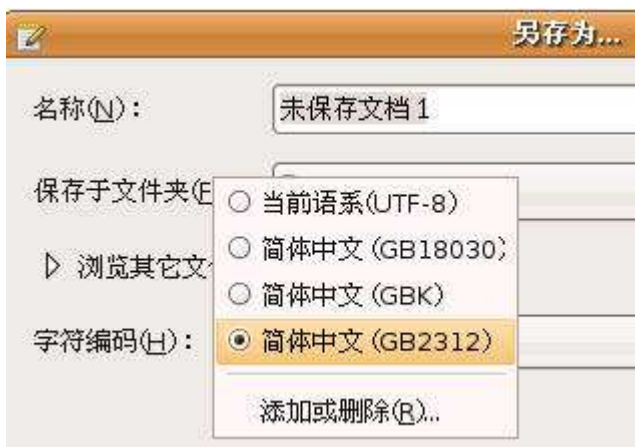 另存为...
名称(N)：
未保存文档 1
保存于文件夹(F
当前语系(UTF-8)
简体中文 (GB18030)
浏览其它文
简体中文 (GBK)
字符编码(H)：
简体中文 (GB2312)
添加或删除(R)...